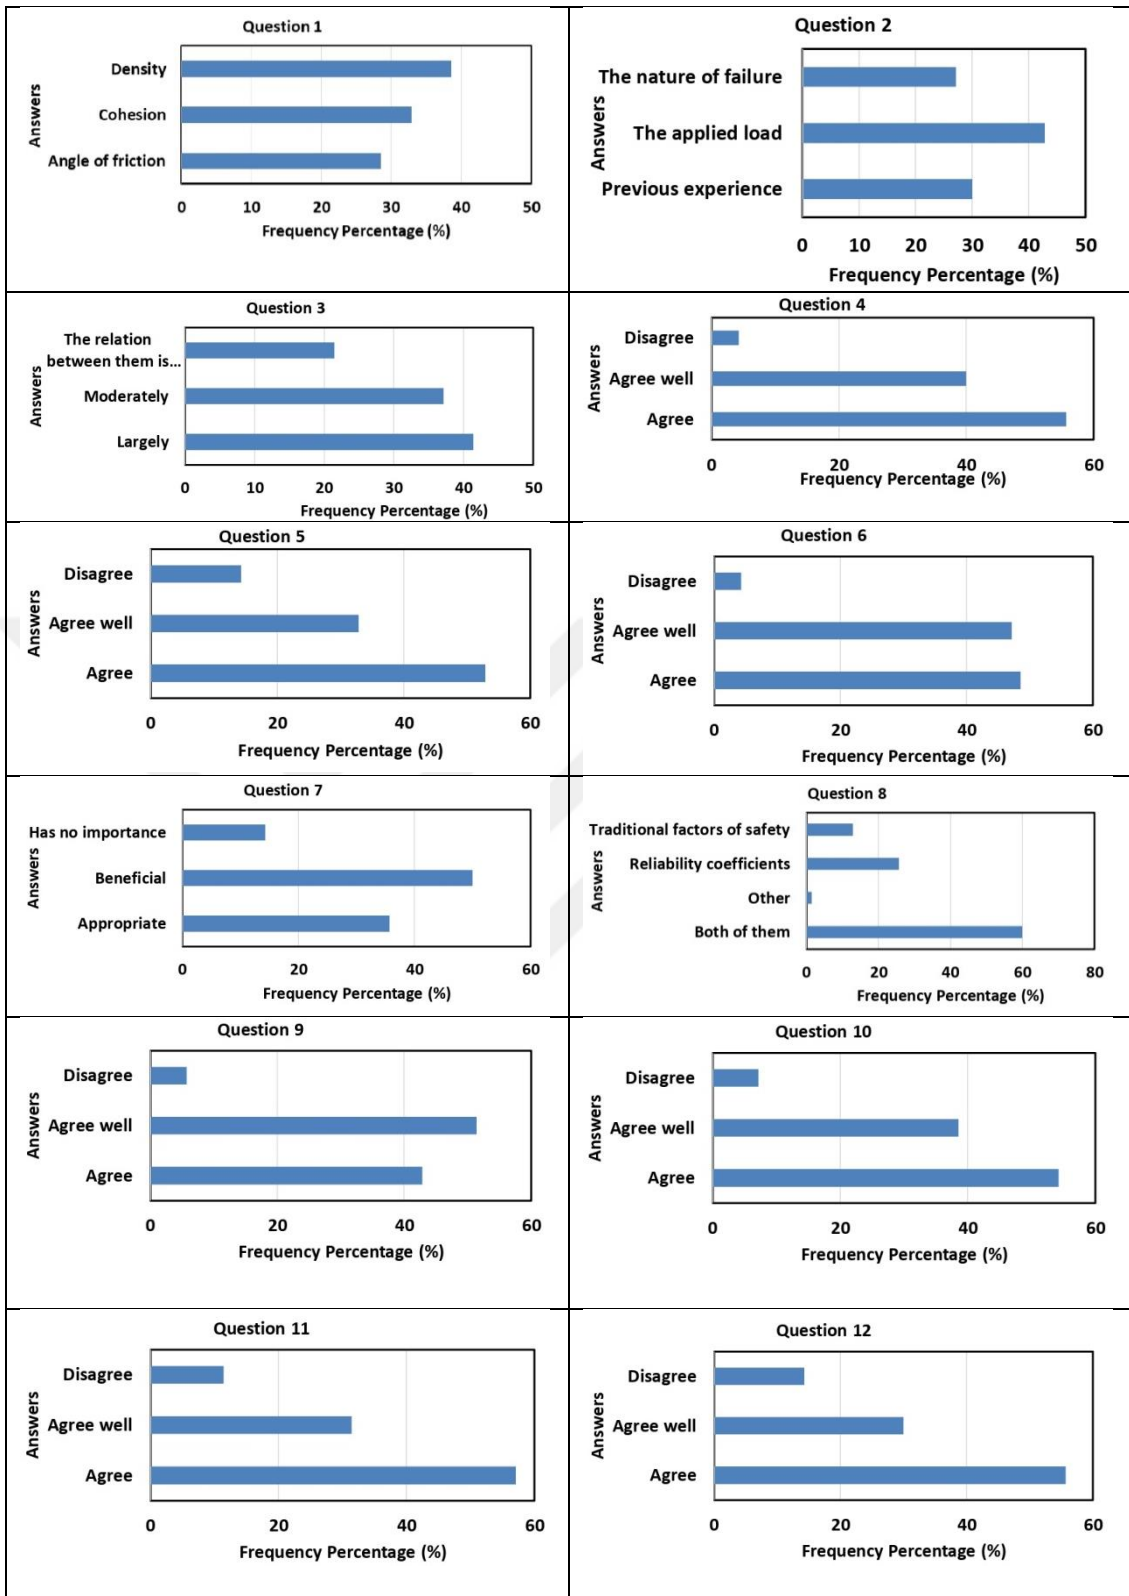 Question 1
Answers
Density
Cohesion
Angle of friction
0 10 20 30 40 50
Frequency Percentage (%)
Question 2
Answers
The nature of failure
The applied load
Previous experience
0 10 20 30 40 50
Frequency Percentage (%)
Question 3
Answers
The relation
between them is...
Moderately
Largely
0 10 20 30 40 50
Frequency Percentage (%)
Question 4
Answers
Disagree
Agree well
Agree
0 20 40 60
Frequency Percentage (%)
Question 5
Answers
Disagree
Agree well
Agree
0 20 40 60
Frequency Percentage (%)
Question 6
Answers
Disagree
Agree well
Agree
0 20 40 60
Frequency Percentage (%)
Question 7
Answers
Has no importance
Beneficial
Appropriate
0 20 40 60
Frequency Percentage (%)
Question 8
Answers
Traditional factors of safety
Reliability coefficients
Other
Both of them
0 20 40 60 80
Frequency Percentage (%)
Question 9
Answers
Disagree
Agree well
Agree
0 20 40 60
Frequency Percentage (%)
Question 10
Answers
Disagree
Agree well
Agree
0 20 40 60
Frequency Percentage (%)
Question 11
Answers
Disagree
Agree well
Agree
0 20 40 60
Frequency Percentage (%)
Question 12
Answers
Disagree
Agree well
Agree
0 20 40 60
Frequency Percentage (%)